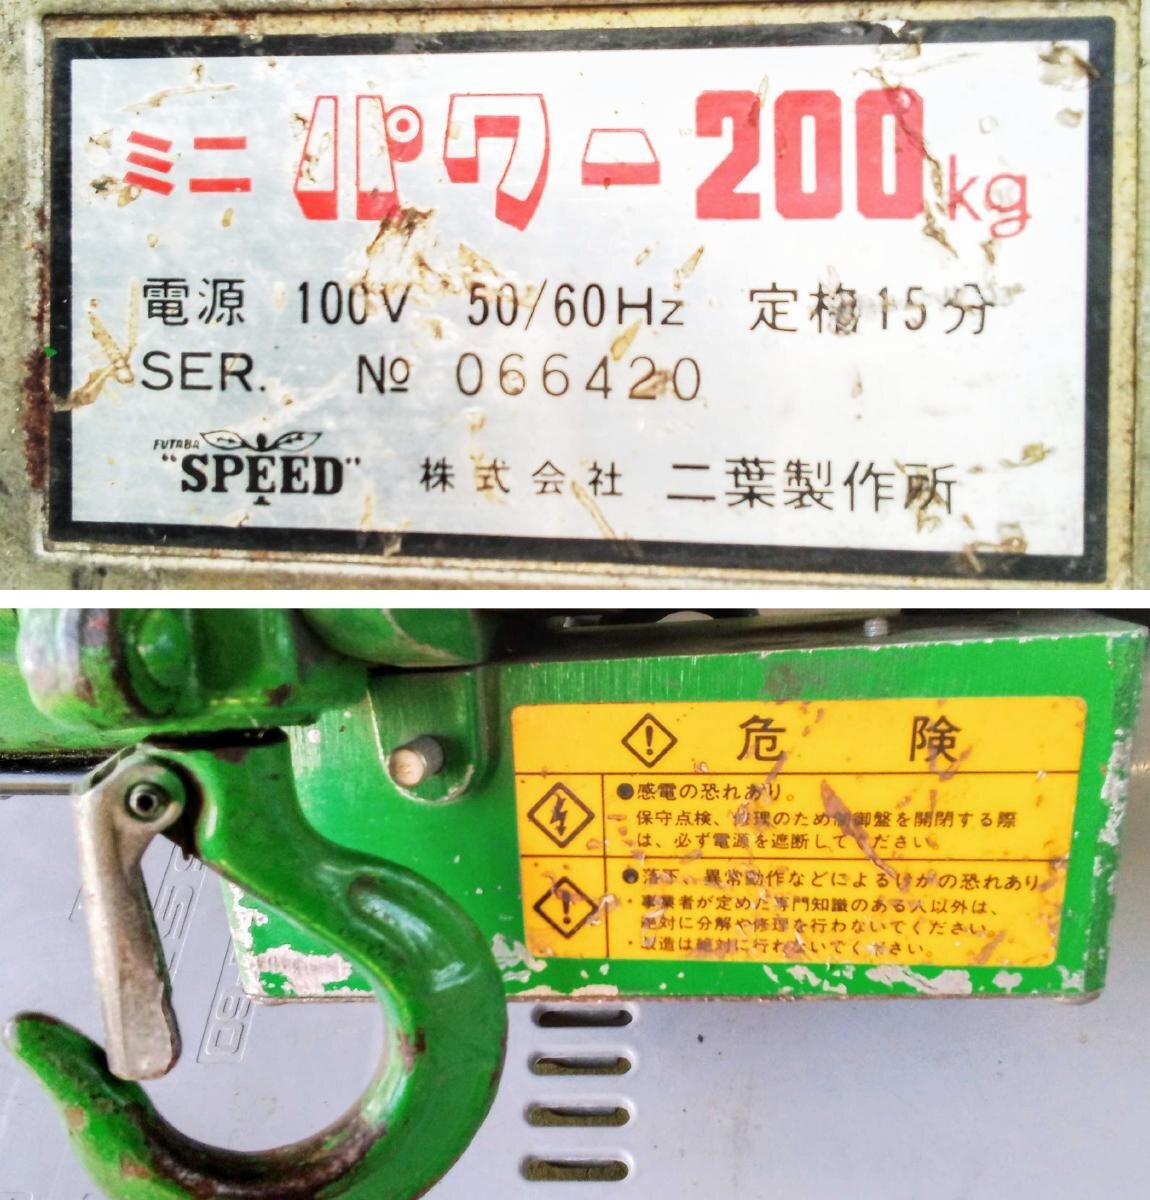 ミニ パワー 200kg
電源 100V 50/60Hz 定格15分
SER. № 066420
FUTABA
"SPEED" 株式会社 二葉製作所
危険
●感電の恐れあり。
保守点検、修理のため制御盤を開閉する際
は、必ず電源を遮断してください。
●落下、異常動作などによるけがの恐れあり
・事業者が定めた専門知識のある人以外は、
絶対に分解や修理を行わないでください。
・改造は絶対に行わないでください。